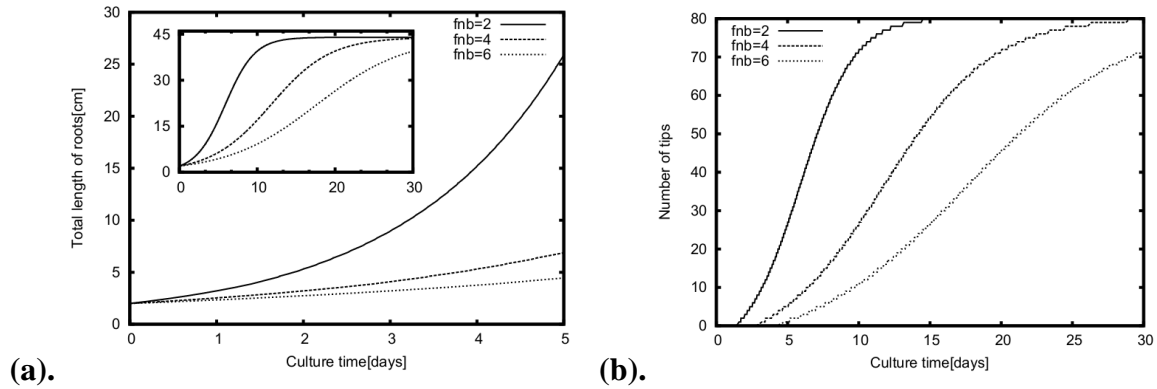 30
25
20
15
10
5
0
Total length of roots[cm]
fnb=2
fnb=4
fnb=6
45
30
15
0
0 10 20 30
0 1 2 3 4 5
Culture time[days]
(a).
80
70
60
50
40
30
20
10
0
Number of tips
fnb=2
fnb=4
fnb=6
0 5 10 15 20 25 30
Culture time[days]
(b).